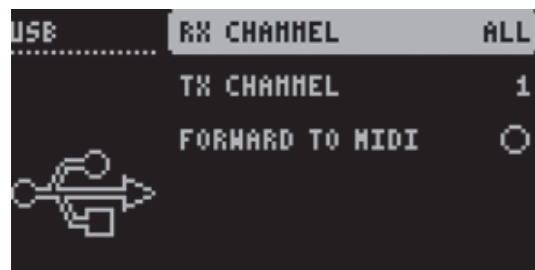 USB
RX CHANNEL ALL
TX CHANNEL 1
FORWARD TO MIDI